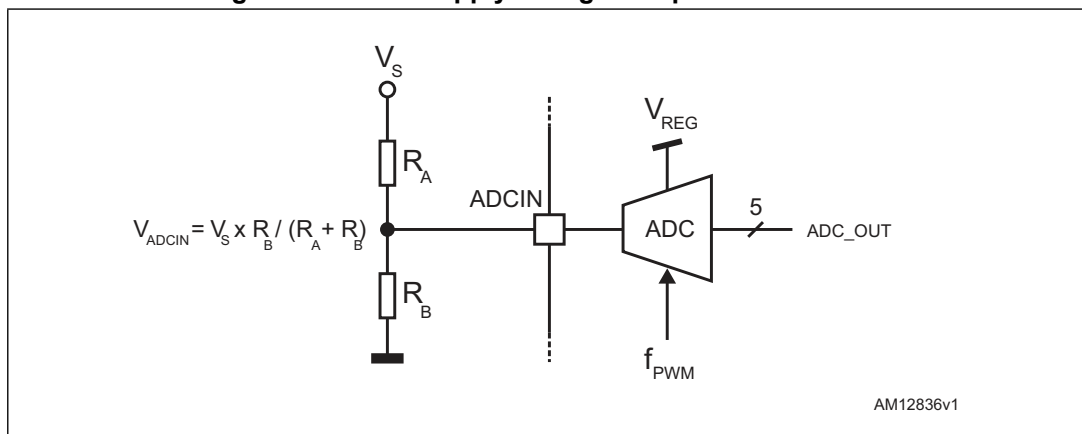 V_S
R_A
V_REG
ADCIN
ADC
5
ADC_OUT
V_ADCIN = V_S x R_B / (R_A + R_B)
R_B
f_PWM
AM12836v1